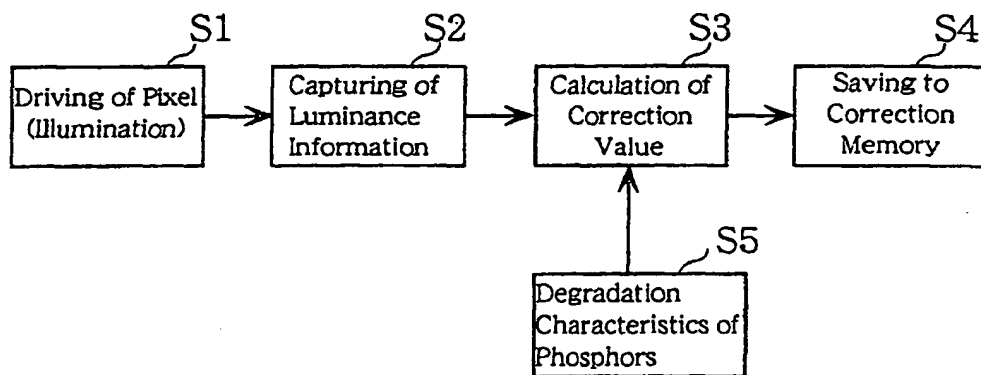 S1
Driving of Pixel
(Illumination)
S2
Capturing of
Luminance
Information
S3
Calculation of
Correction
Value
S4
Saving to
Correction
Memory
S5
Degradation
Characteristics of
Phosphors